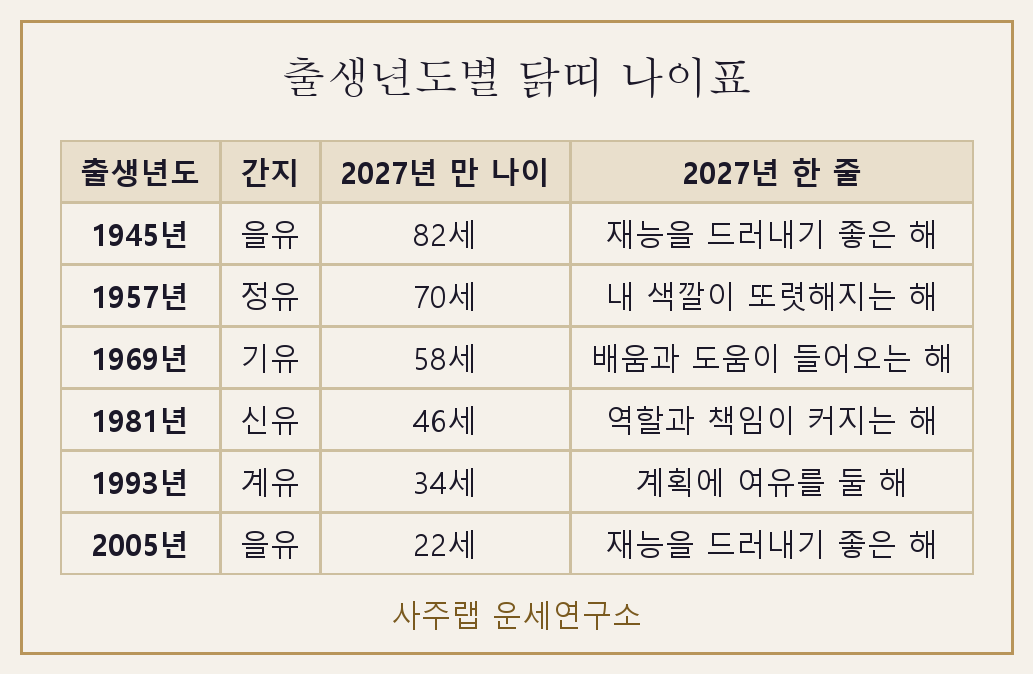 출생년도별 닭띠 나이표
출생년도 간지 2027년 만 나이 2027년 한 줄
1945년 을유 82세 재능을 드러내기 좋은 해
1957년 정유 70세 내 색깔이 또렷해지는 해
1969년 기유 58세 배움과 도움이 들어오는 해
1981년 신유 46세 역할과 책임이 커지는 해
1993년 계유 34세 계획에 여유를 둘 해
2005년 을유 22세 재능을 드러내기 좋은 해
사주랩 운세연구소